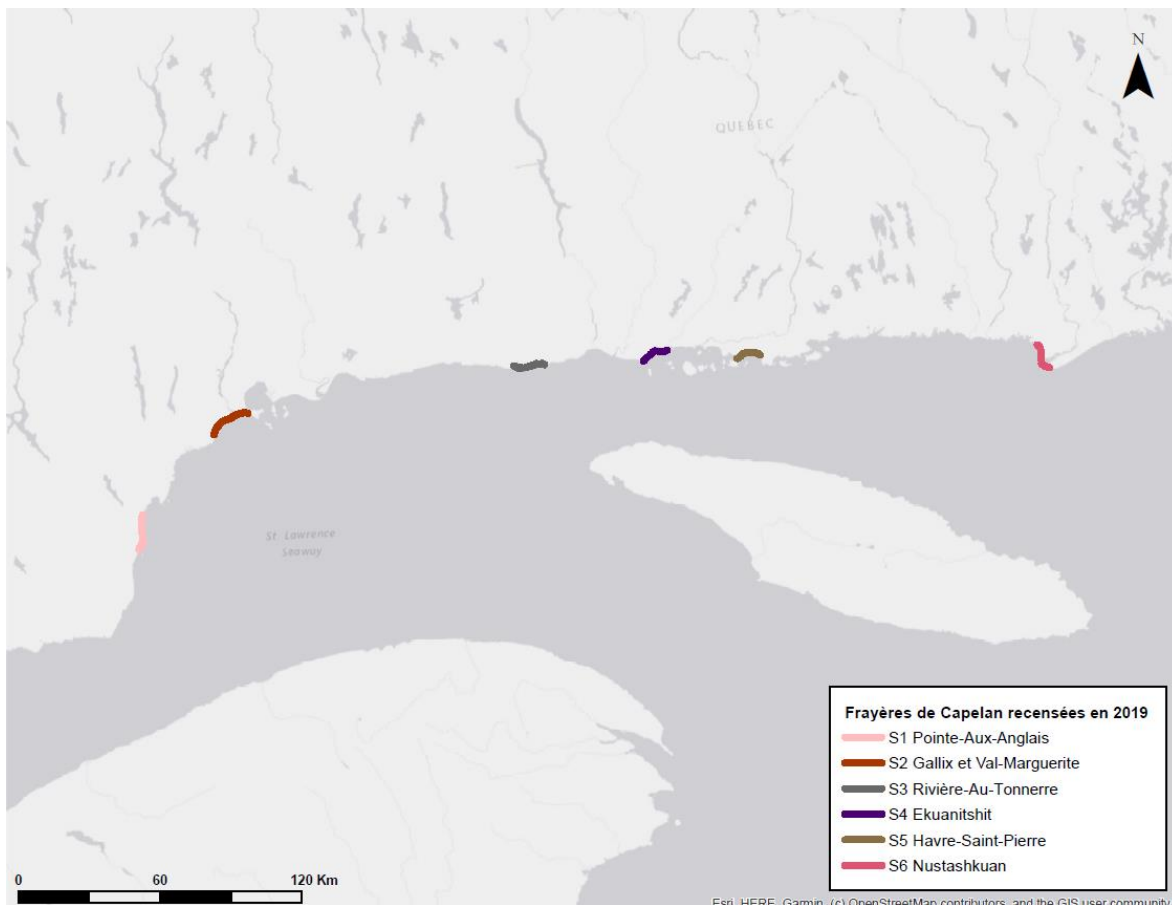 N
QUEBEC
St Lawrence
Seaway
Frayères de Capelan recensées en 2019
S1 Pointe-Aux-Anglais
S2 Gallix et Val-Marguerite
S3 Rivière-Au-Tonnerre
S4 Ekuanitshit
S5 Havre-Saint-Pierre
S6 Nustashkuan
0 60 120 Km
Esri, HERE, Garmin, (c) OpenStreetMap contributors, and the GIS user community